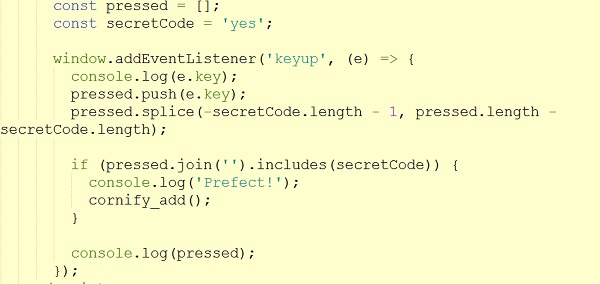 const pressed = [];
const secretCode = 'yes';
window.addEventListener('keyup', (e) => {
console.log(e.key);
pressed.push(e.key);
pressed.splice(-secretCode.length - 1, pressed.length -
secretCode.length);
if (pressed.join('').includes(secretCode)) {
console.log('Prefect!');
cornify_add();
}
console.log(pressed);
});